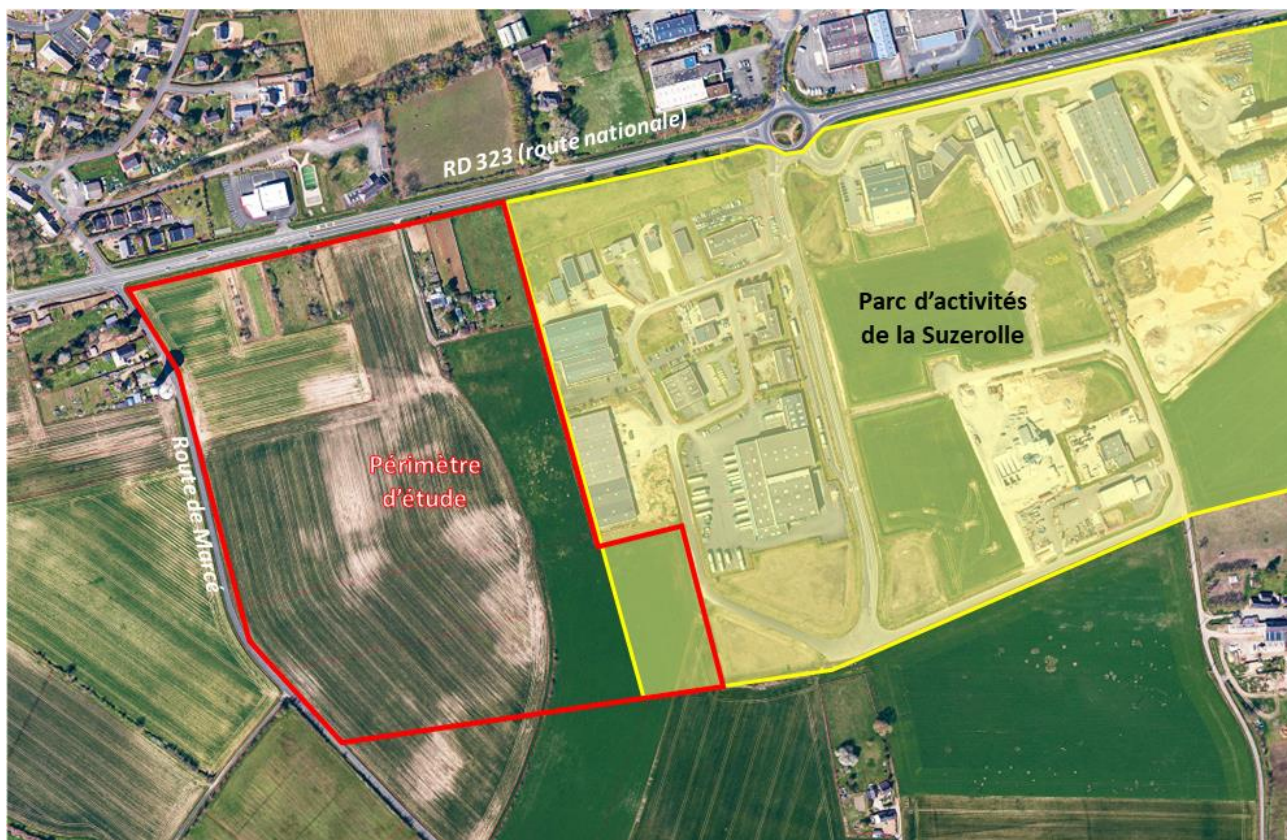 RD 323 (route nationale)
Parc d'activités
de la Suzerolle
Périmètre
d'étude
Route de Marcé